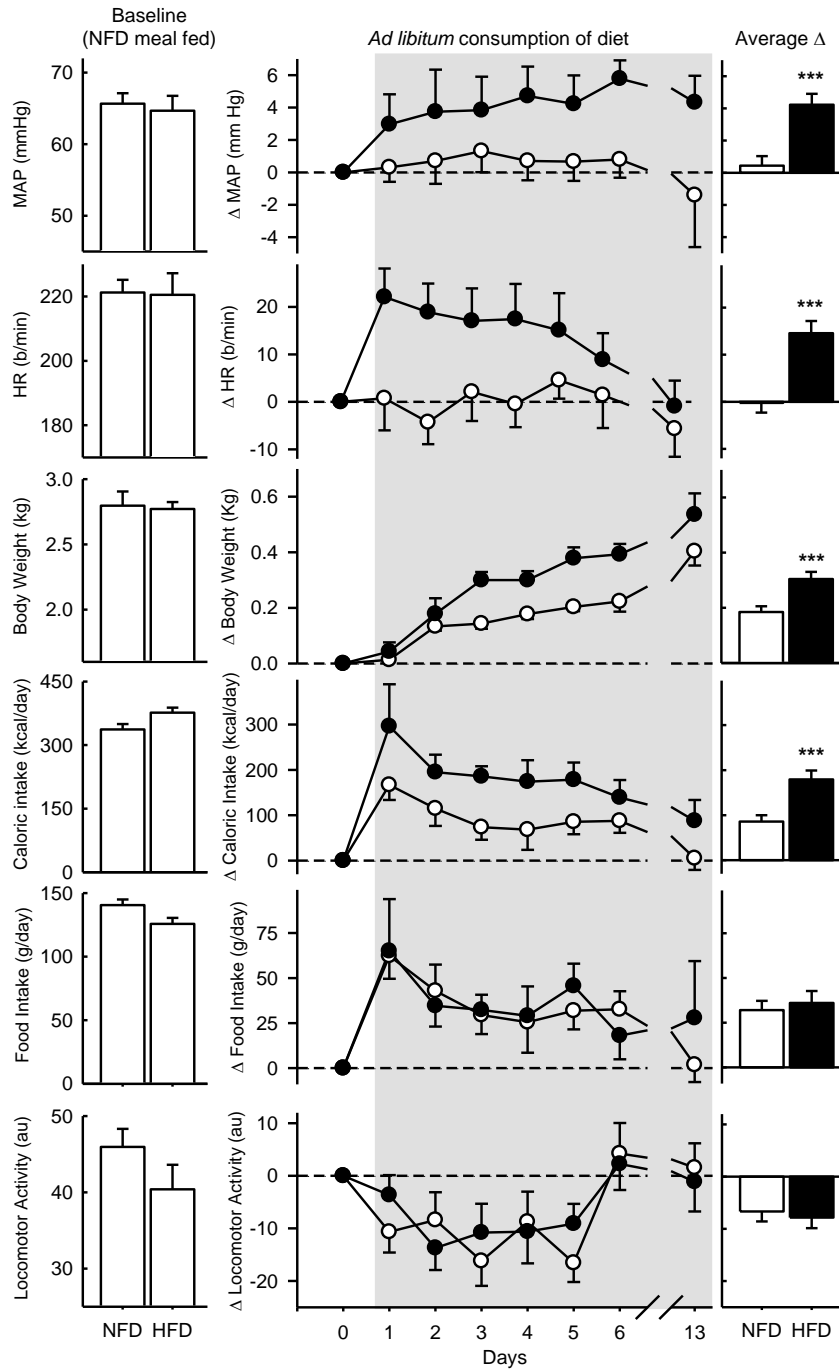 Baseline
(NFD meal fed)
Ad libitum consumption of diet
Average Δ
MAP (mmHg)
70
60
50
Δ MAP (mm Hg)
6
4
2
0
-2
-4
***
HR (b/min)
220
200
180
Δ HR (b/min)
20
10
0
-10
***
Body Weight (kg)
3.0
2.5
2.0
Δ Body Weight (Kg)
0.6
0.4
0.2
0.0
***
Caloric intake (kcal/day)
450
300
150
0
Δ Caloric Intake (kcal/day)
300
200
100
0
***
Food Intake (g/day)
150
100
50
0
Δ Food Intake (g/day)
75
50
25
0
Locomotor Activity (au)
50
40
30
Δ Locomotor Activity (au)
10
0
-10
-20
NFD HFD
0 1 2 3 4 5 6 13
Days
NFD HFD